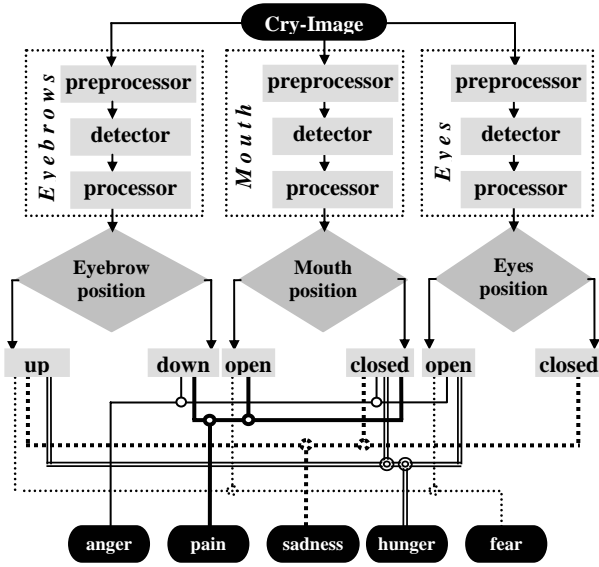 Cry-Image
Eyebrows
preprocessor
detector
processor
Mouth
preprocessor
detector
processor
Eyes
preprocessor
detector
processor
Eyebrow
position
Mouth
position
Eyes
position
up
down
open
closed
open
closed
anger
pain
sadness
hunger
fear